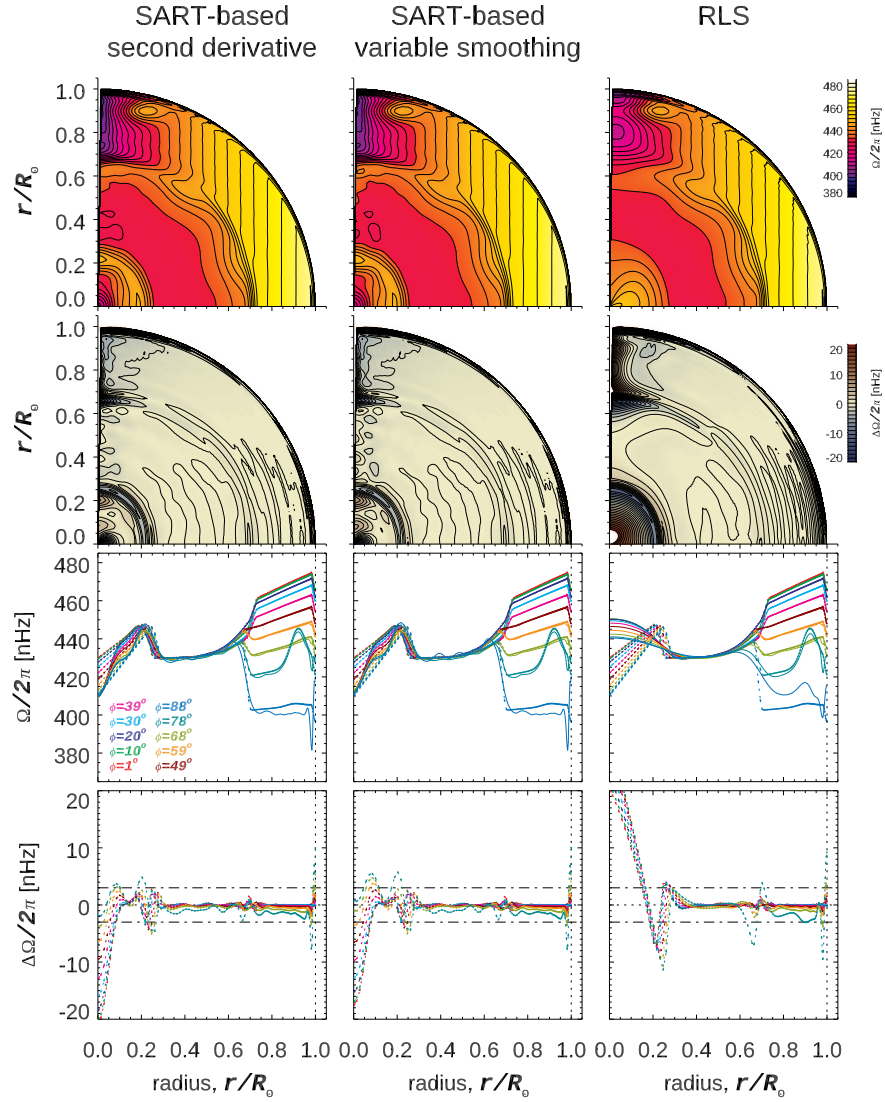 SART-based
second derivative
SART-based
variable smoothing
RLS
r/R⊙
1.0
0.8
0.6
0.4
0.2
0.0
480
460
440
420
400
380
Ω/2π [nHz]
r/R⊙
1.0
0.8
0.6
0.4
0.2
0.0
20
10
0
-10
-20
ΔΩ/2π [nHz]
Ω/2π [nHz]
480
460
440
420
400
380
φ=39° φ=88°
φ=30° φ=78°
φ=20° φ=68°
φ=10° φ=59°
φ=1° φ=49°
ΔΩ/2π [nHz]
20
10
0
-10
-20
0.0 0.2 0.4 0.6 0.8 1.0
0.0 0.2 0.4 0.6 0.8 1.0
0.0 0.2 0.4 0.6 0.8 1.0
radius, r/R⊙
radius, r/R⊙
radius, r/R⊙